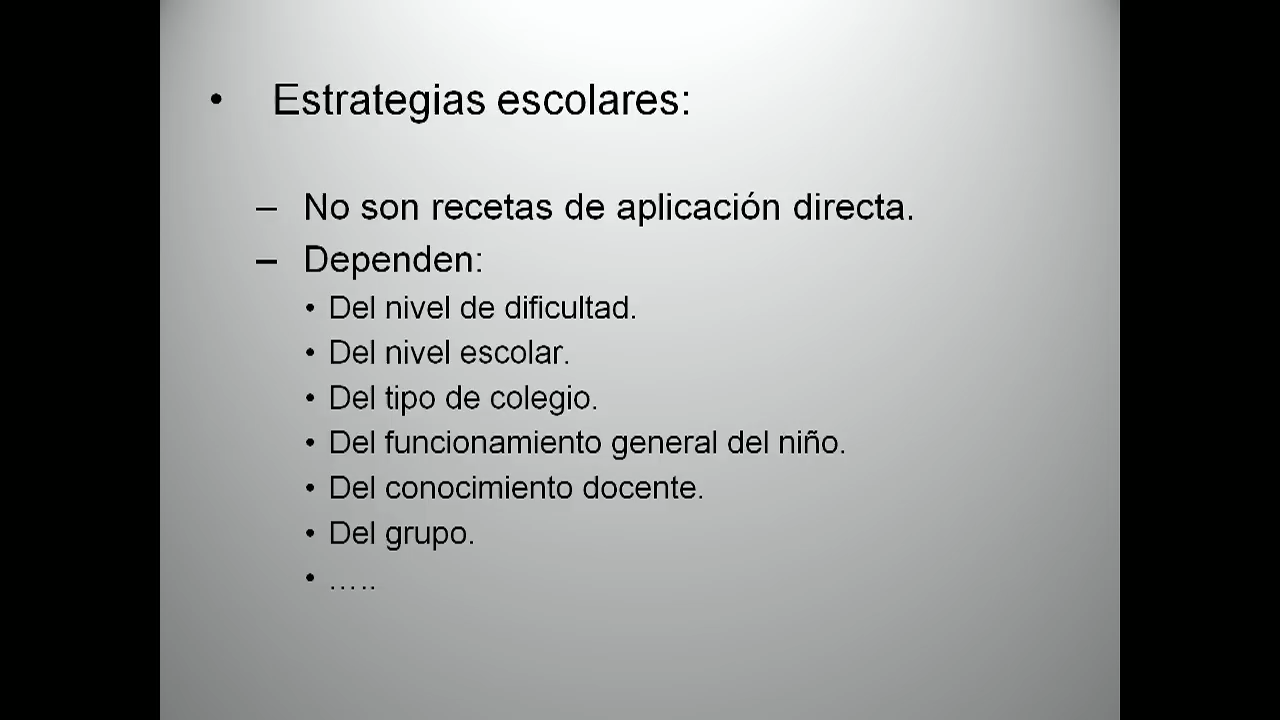 • Estrategias escolares:
– No son recetas de aplicación directa.
– Dependen:
• Del nivel de dificultad.
• Del nivel escolar.
• Del tipo de colegio.
• Del funcionamiento general del niño.
• Del conocimiento docente.
• Del grupo.
• …..